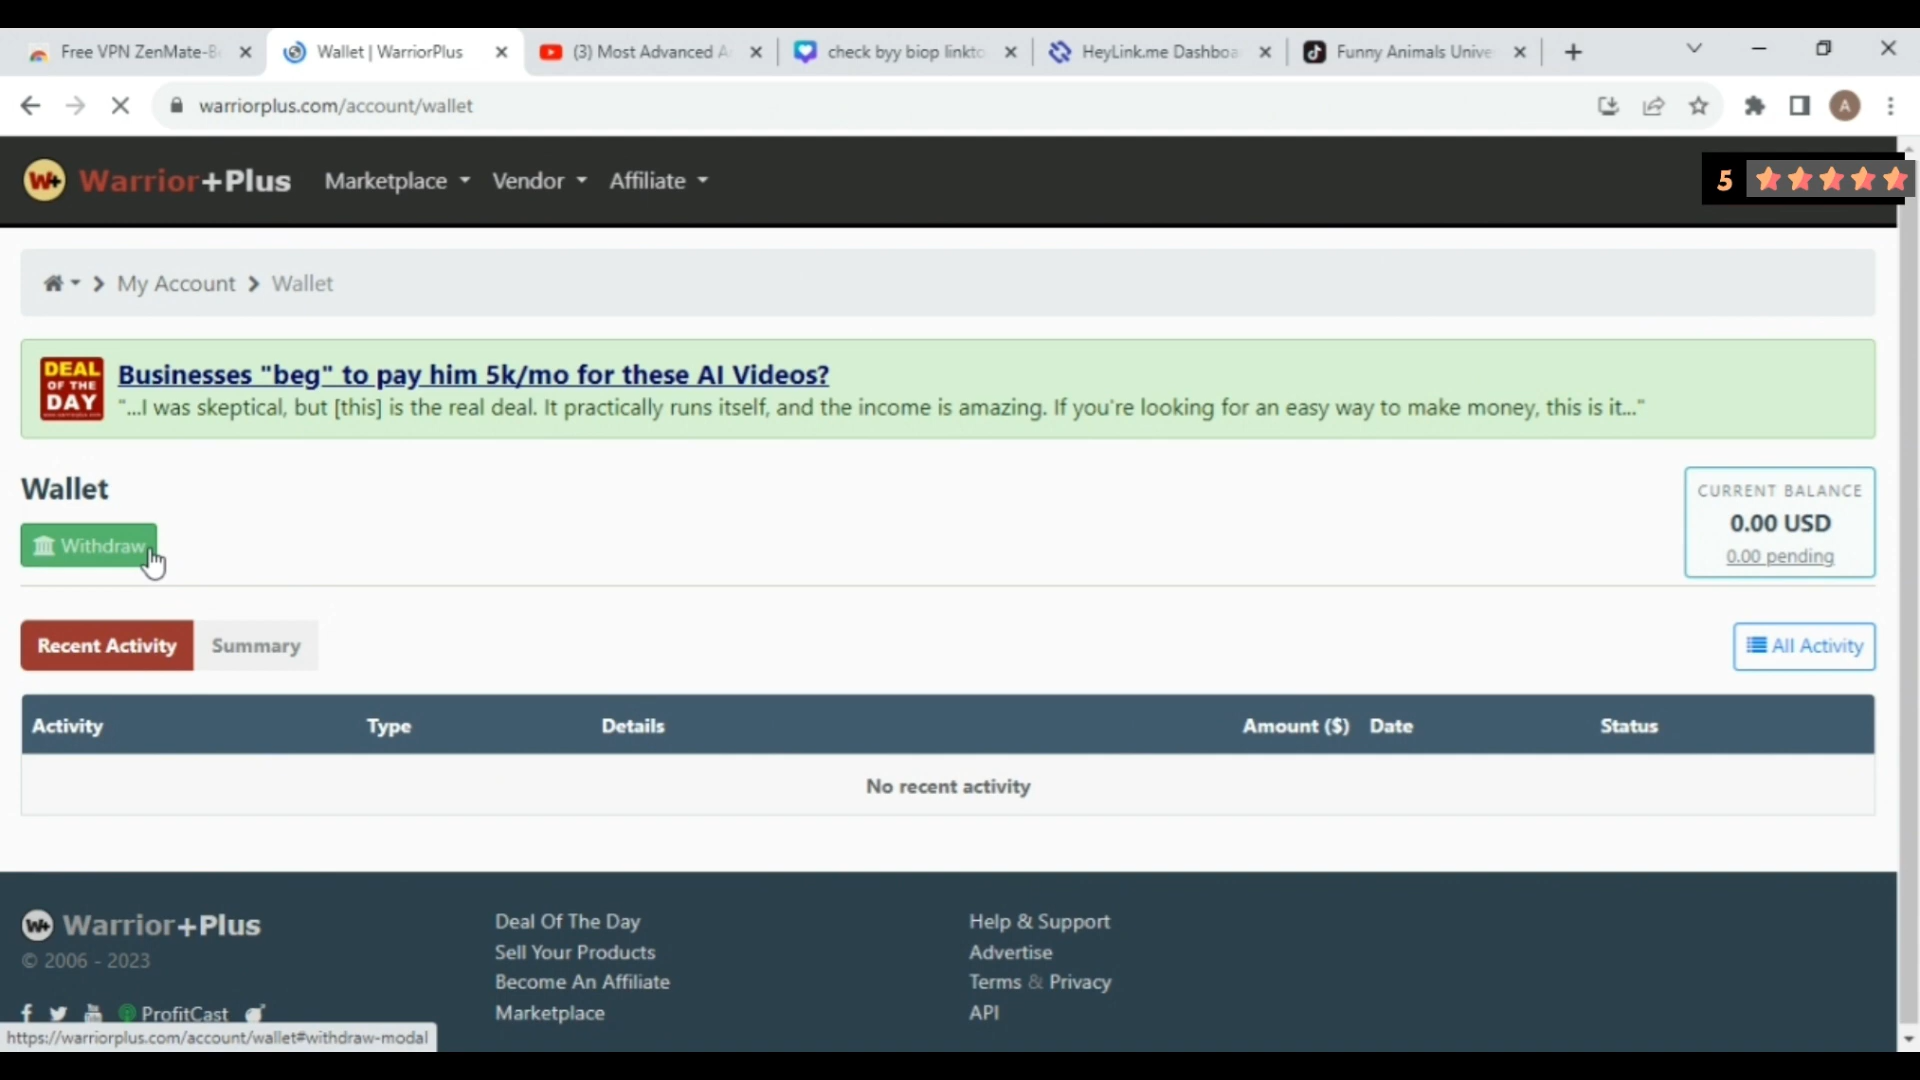 Free VPN ZenMate-B
Wallet | WarriorPlus
(3) Most Advanced A
check byy biop linkto
HeyLink.me Dashboa
Funny Animals Unive
warriorplus.com/account/wallet
A
W+ Warrior+Plus
Marketplace
Vendor
Affiliate
5
My Account
Wallet
DEAL
OF THE
DAY
Businesses "beg" to pay him 5k/mo for these AI Videos?
"...I was skeptical, but [this] is the real deal. It practically runs itself, and the income is amazing. If you're looking for an easy way to make money, this is it..."
Wallet
CURRENT BALANCE
0.00 USD
0.00 pending
Withdraw
Recent Activity
Summary
All Activity
Activity
Type
Details
Amount ($)
Date
Status
No recent activity
W+ Warrior+Plus
© 2006 - 2023
ProfitCast
Deal Of The Day
Sell Your Products
Become An Affiliate
Marketplace
Help & Support
Advertise
Terms & Privacy
API
https://warriorplus.com/account/wallet#withdraw-modal